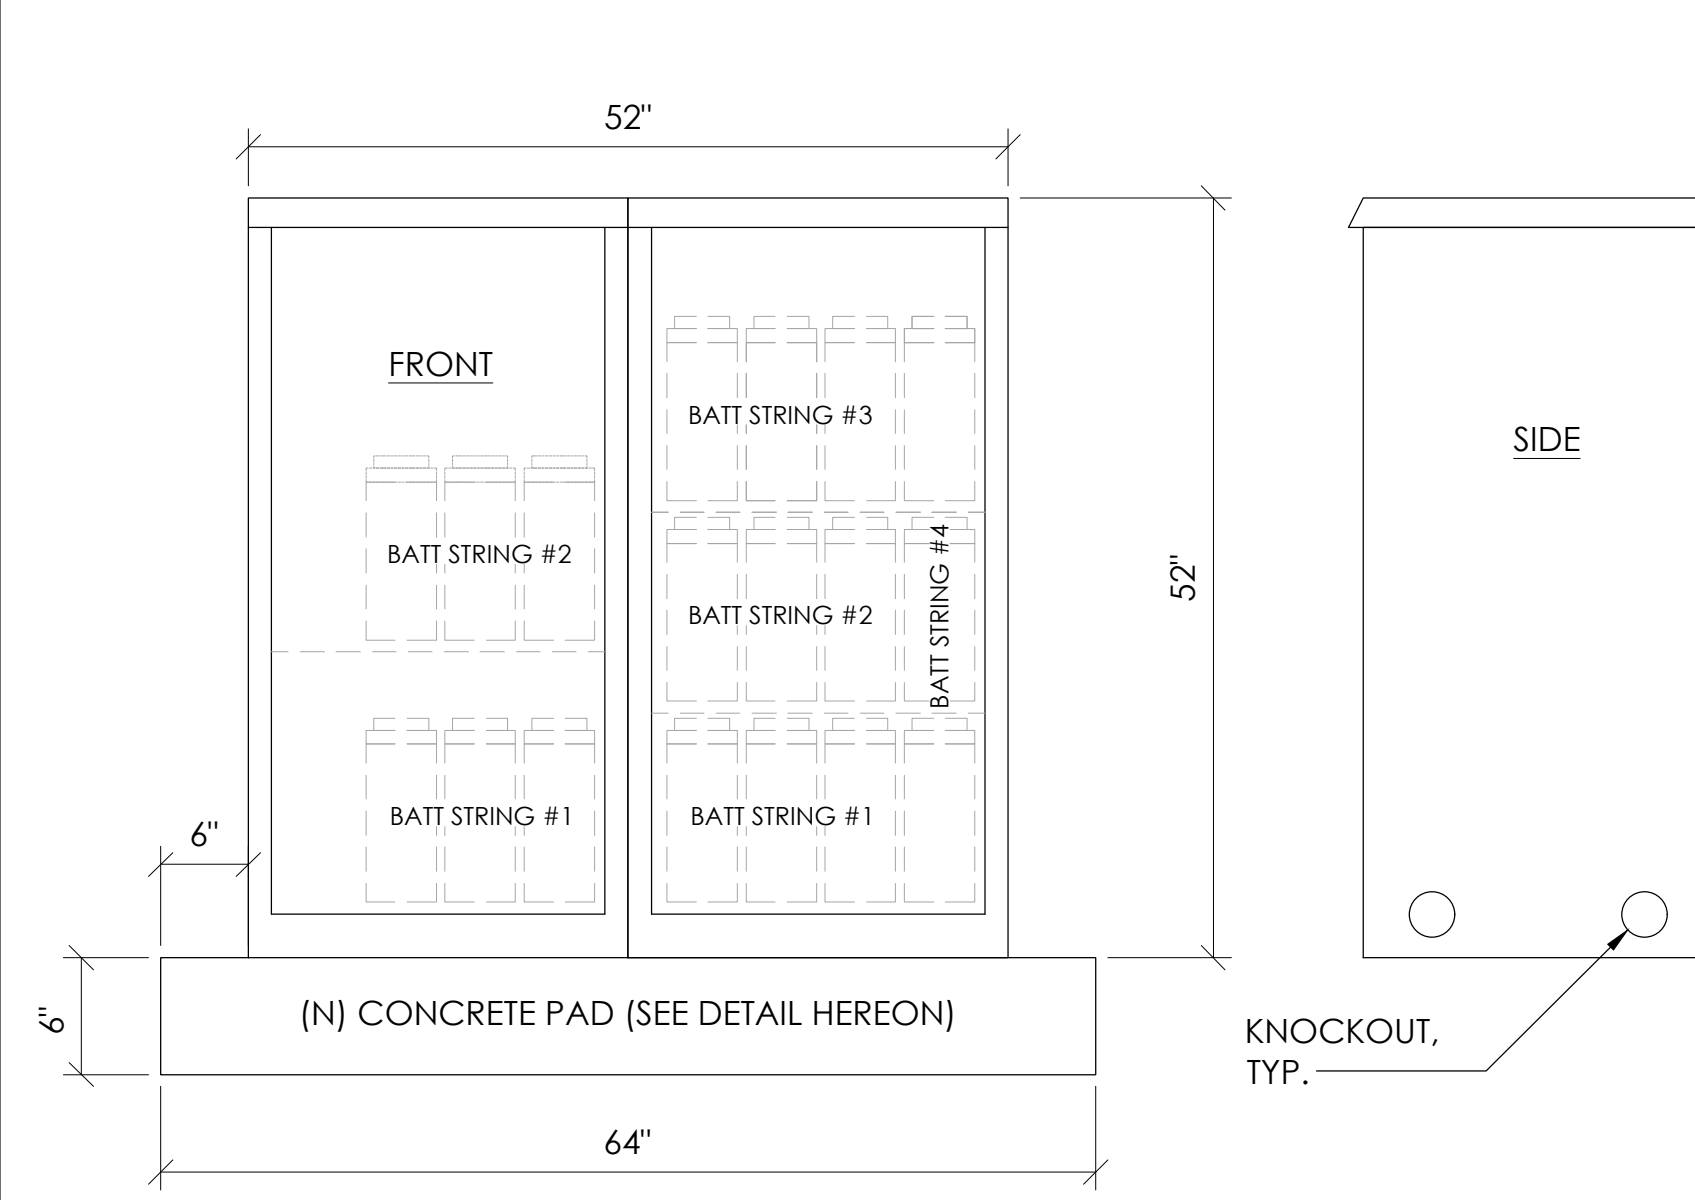 52"
FRONT
BATT STRING #3
SIDE
BATT STRING #2
BATT STRING #4
52"
BATT STRING #2
BATT STRING #1
BATT STRING #1
6"
6"
(N) CONCRETE PAD (SEE DETAIL HEREON)
KNOCKOUT,
TYP.
64"